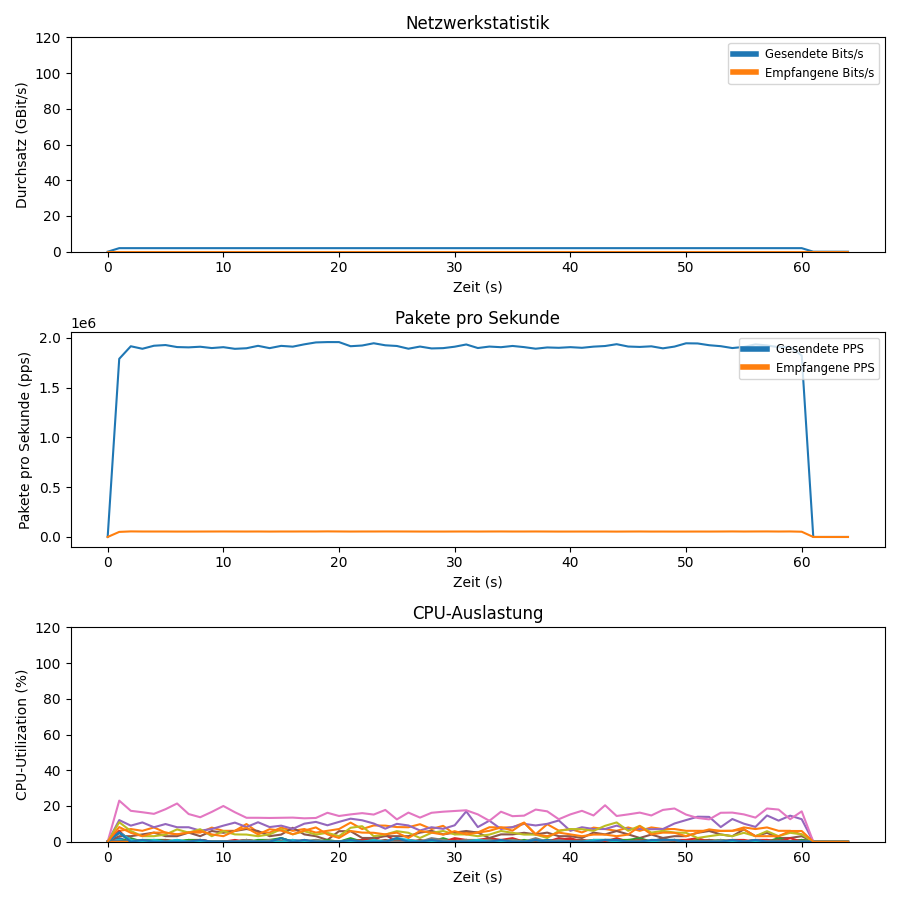 Netzwerkstatistik
Durchsatz (GBit/s)
120
100
80
60
40
20
0
Gesendete Bits/s
Empfangene Bits/s
0 10 20 30 40 50 60
Zeit (s)
Pakete pro Sekunde
1e6
Pakete pro Sekunde (pps)
2.0
1.5
1.0
0.5
0.0
Gesendete PPS
Empfangene PPS
0 10 20 30 40 50 60
Zeit (s)
CPU-Auslastung
CPU-Utilization (%)
120
100
80
60
40
20
0
0 10 20 30 40 50 60
Zeit (s)